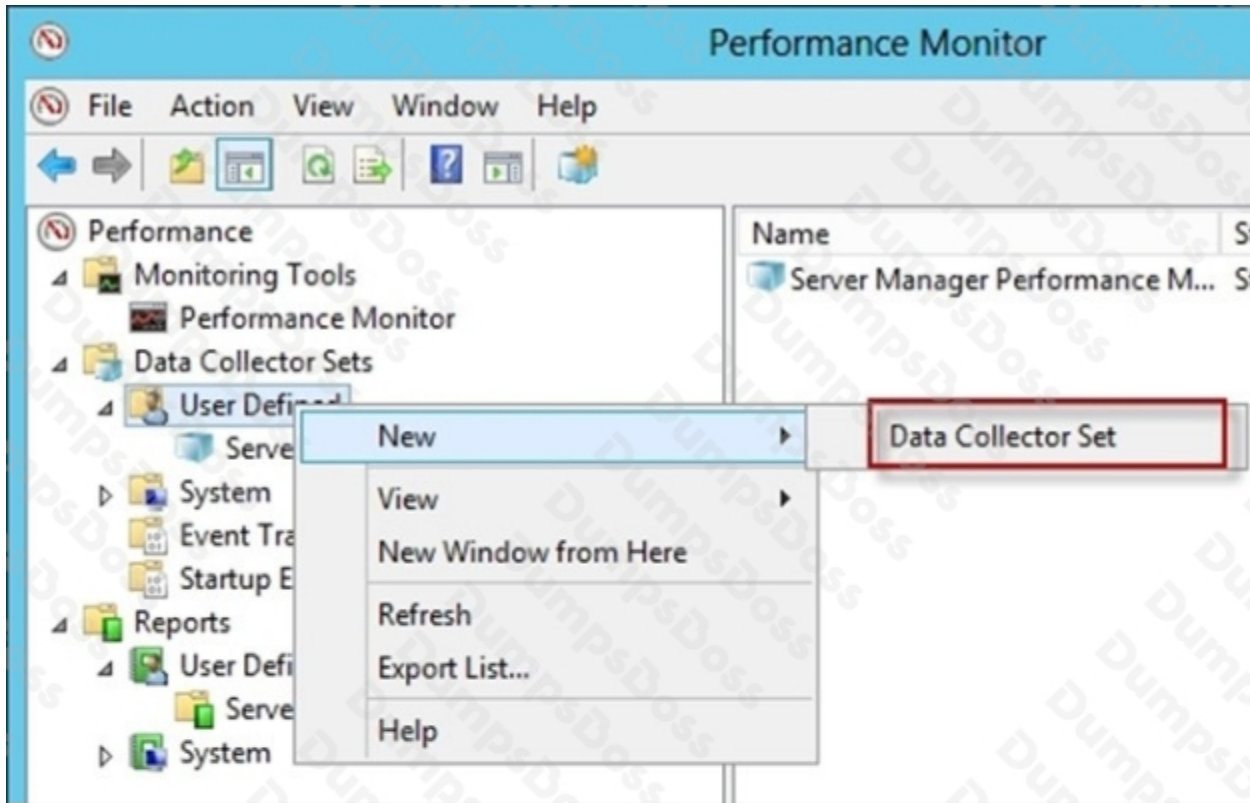 Performance Monitor
File Action View Window Help
Performance
Monitoring Tools
Performance Monitor
Data Collector Sets
User Defined
Serve
System
Event Tra
Startup E
Reports
User Defi
Serve
System
New
View
New Window from Here
Refresh
Export List...
Help
Data Collector Set
Name S
Server Manager Performance M... S
DumpsDoss